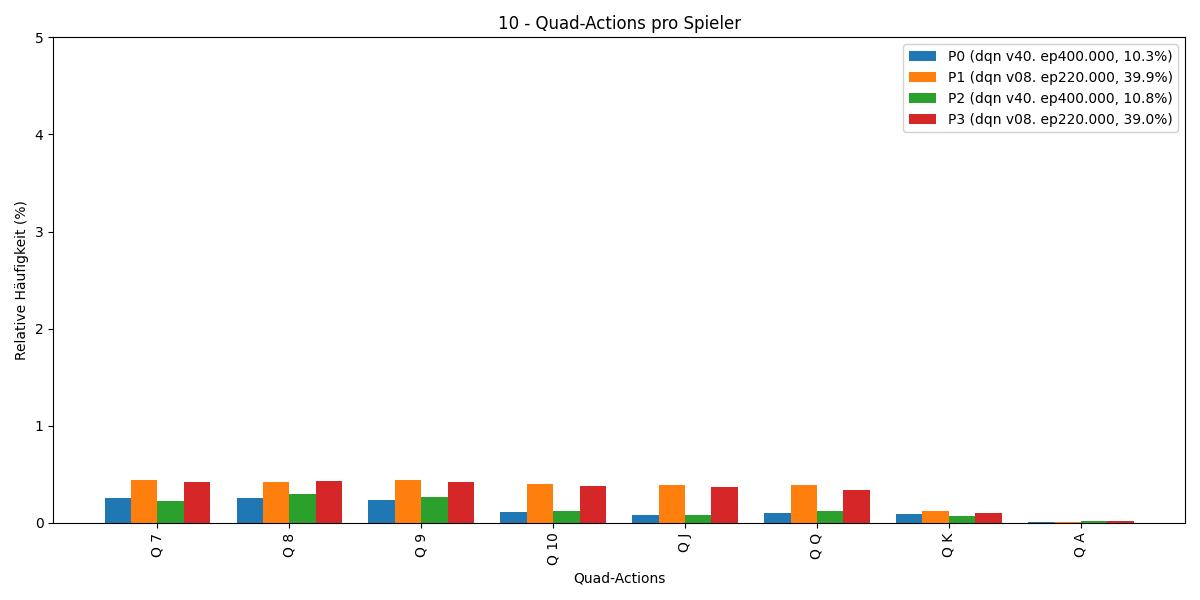 10 - Quad-Actions pro Spieler
P0 (dqn v40. ep400.000, 10.3%)
P1 (dqn v08. ep220.000, 39.9%)
P2 (dqn v40. ep400.000, 10.8%)
P3 (dqn v08. ep220.000, 39.0%)
Relative Häufigkeit (%)
5
4
3
2
1
0
Q 7
Q 8
Q 9
Q 10
Q J
Q Q
Q K
Q A
Quad-Actions